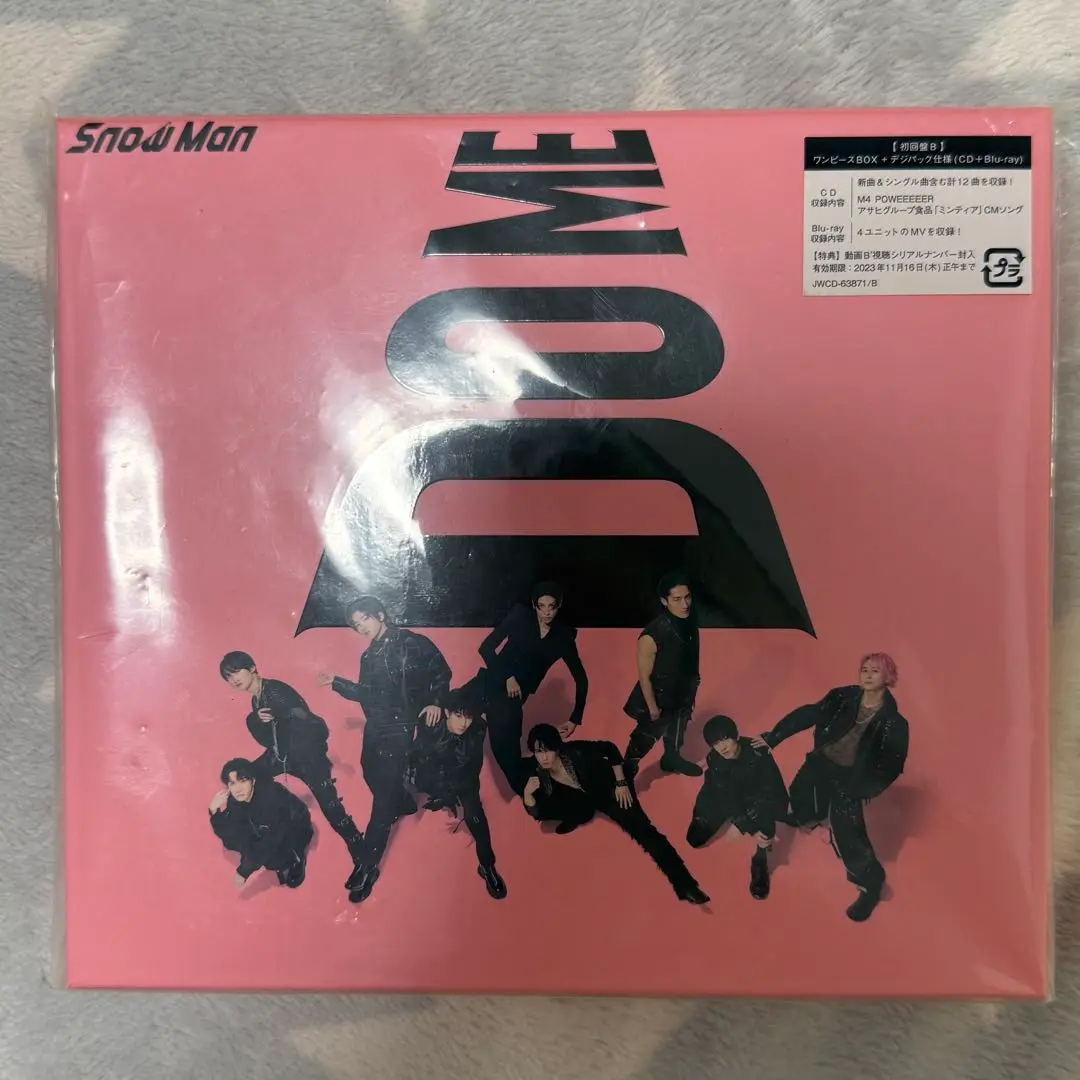 Snow Man
DOME
【初回盤B】
ワンピースBOX + デジパック仕様 (CD+Blu-ray)
CD
収録内容
新曲&シングル曲含む計12曲を収録!
M4 POWEEEEER
アサヒグループ食品「ミンティア」CMソング
Blu-ray
収録内容
4ユニットのMVを収録!
【特典】動画B'視聴シリアルナンバー封入
有効期限:2023年11月16日(木)正午まで
JWCD-63871/B
プラ